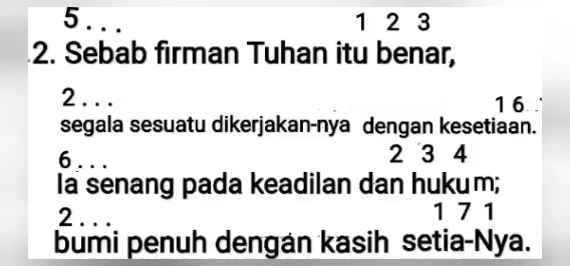 5 . . . 1 2 3
2. Sebab firman Tuhan itu benar,
2 . . . 1 6
segala sesuatu dikerjakan-nya dengan kesetiaan.
6 . . . 2 3 4
Ia senang pada keadilan dan hukum;
2 . . . 1 7 1
bumi penuh dengan kasih setia-Nya.